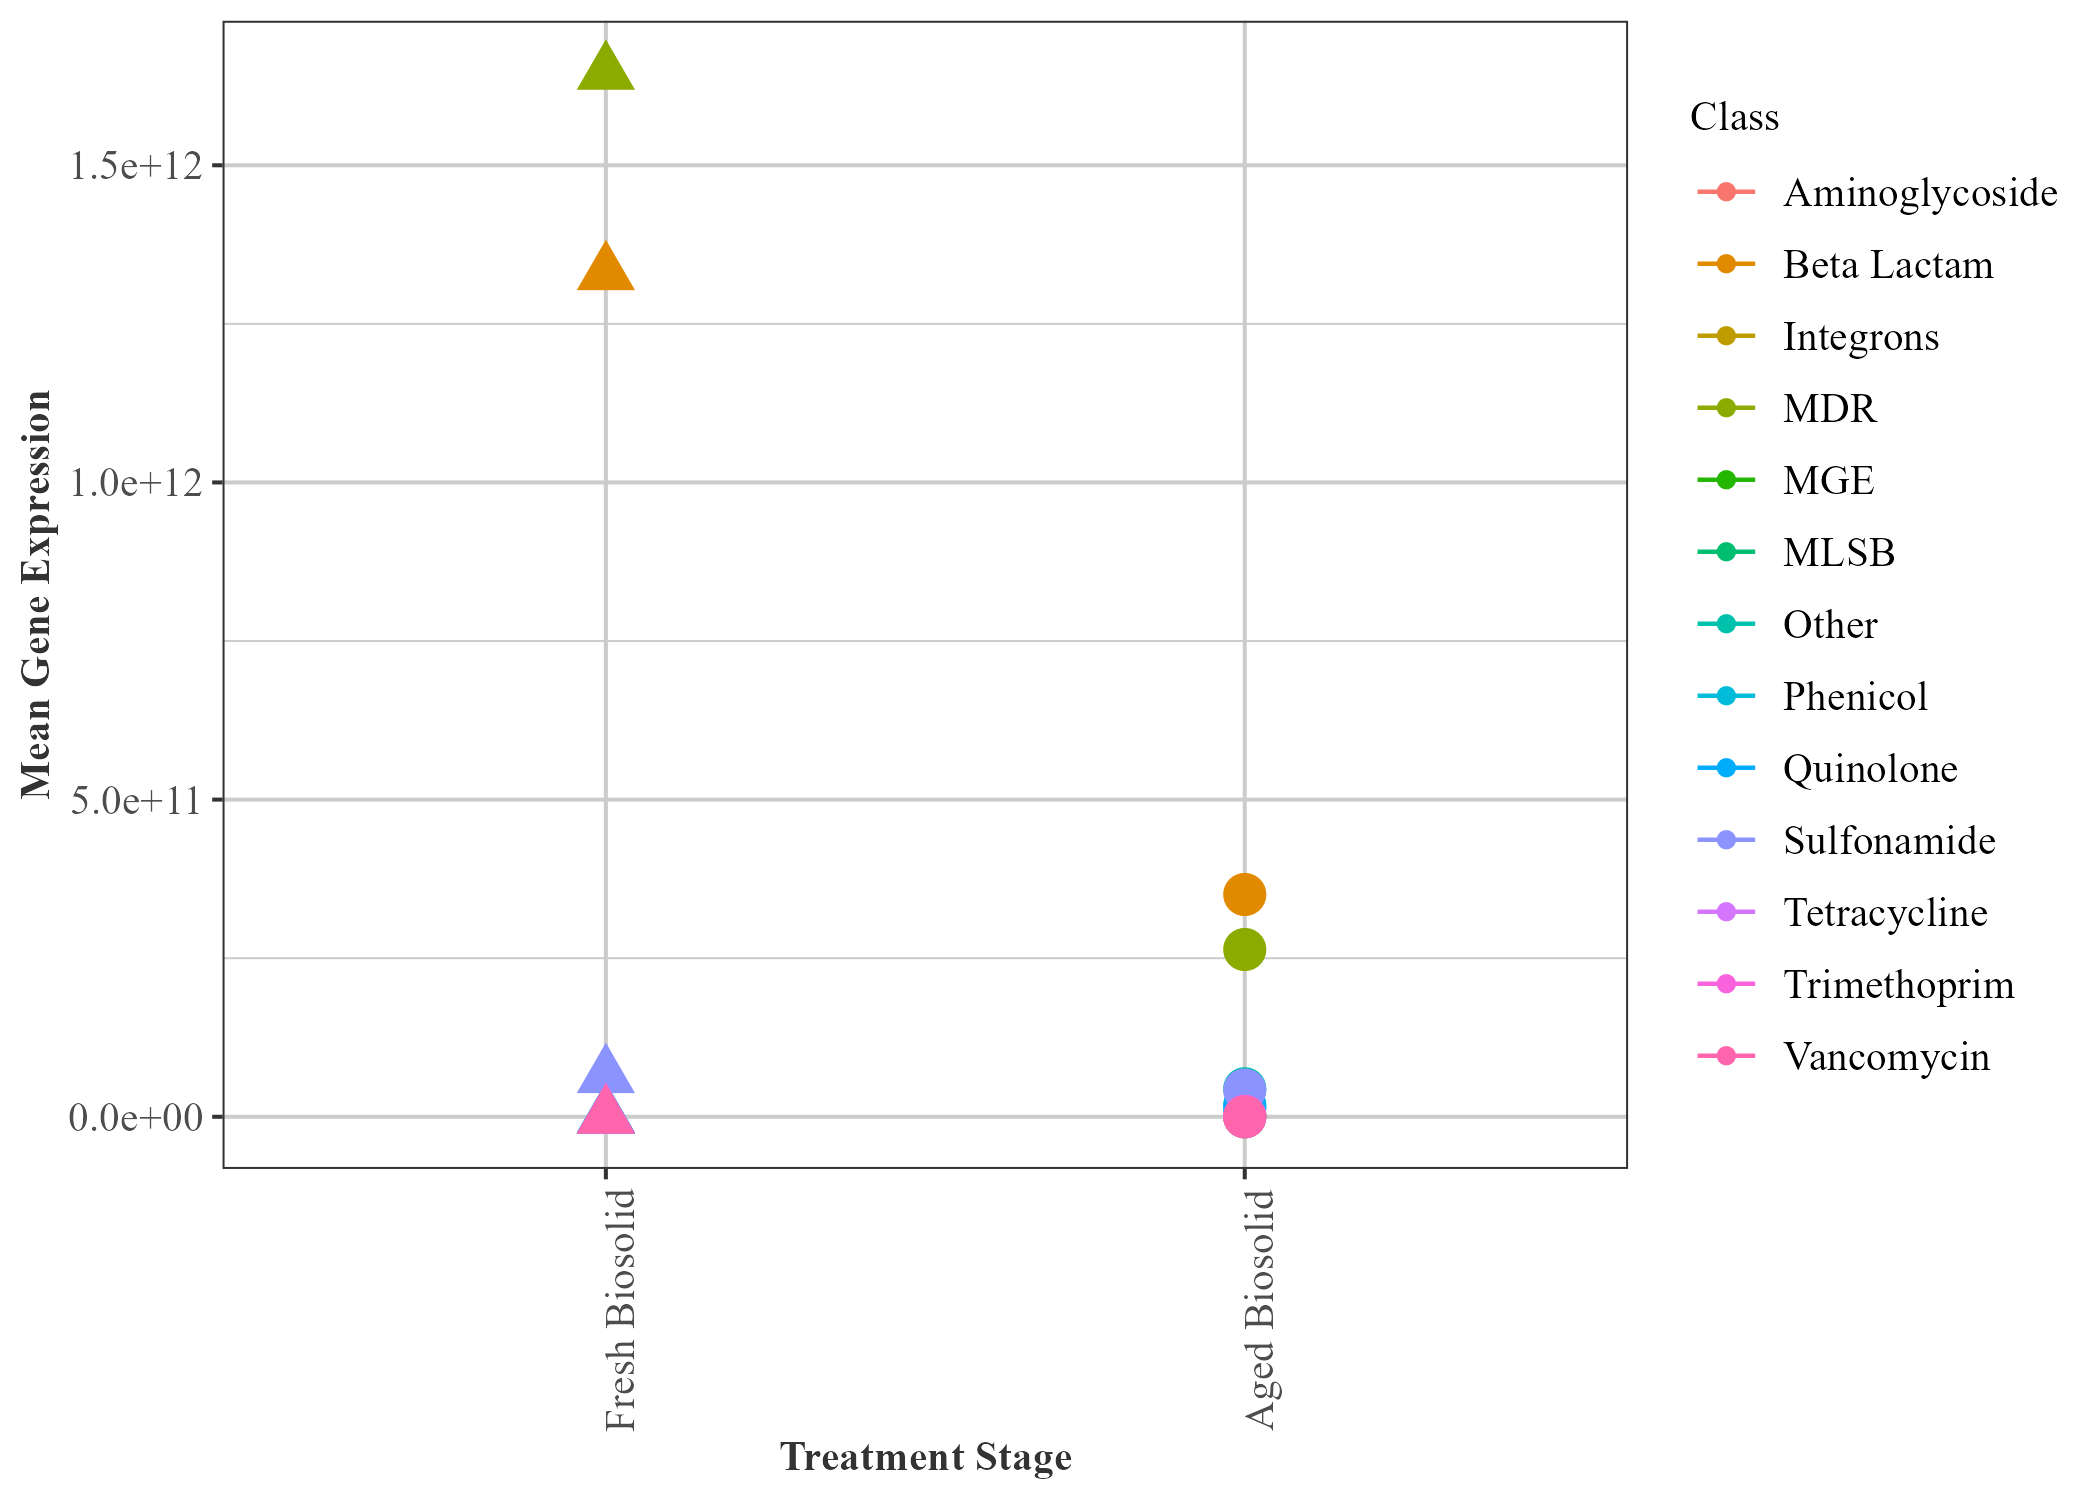 Class
Aminoglycoside
Beta Lactam
Integrons
MDR
MGE
MLSB
Other
Phenicol
Quinolone
Sulfonamide
Tetracycline
Trimethoprim
Vancomycin
Mean Gene Expression
1.5e+12
1.0e+12
5.0e+11
0.0e+00
Fresh Biosolid
Aged Biosolid
Treatment Stage